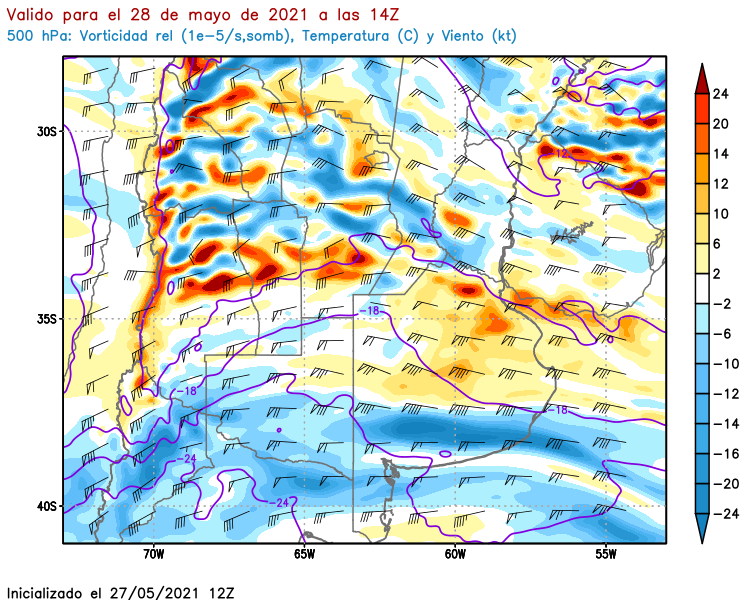 Valido para el 28 de mayo de 2021 a las 14Z
500 hPa: Vorticidad rel (1e−5/s,somb), Temperatura (C) y Viento (kt)
24
20
30S
14
−12
12
10
6
2
−2
35S
−18
−6
−18
−10
−18
−14
−24
−16
−20
−24
40S
−24
70W 65W 60W 55W
Inicializado el 27/05/2021 12Z